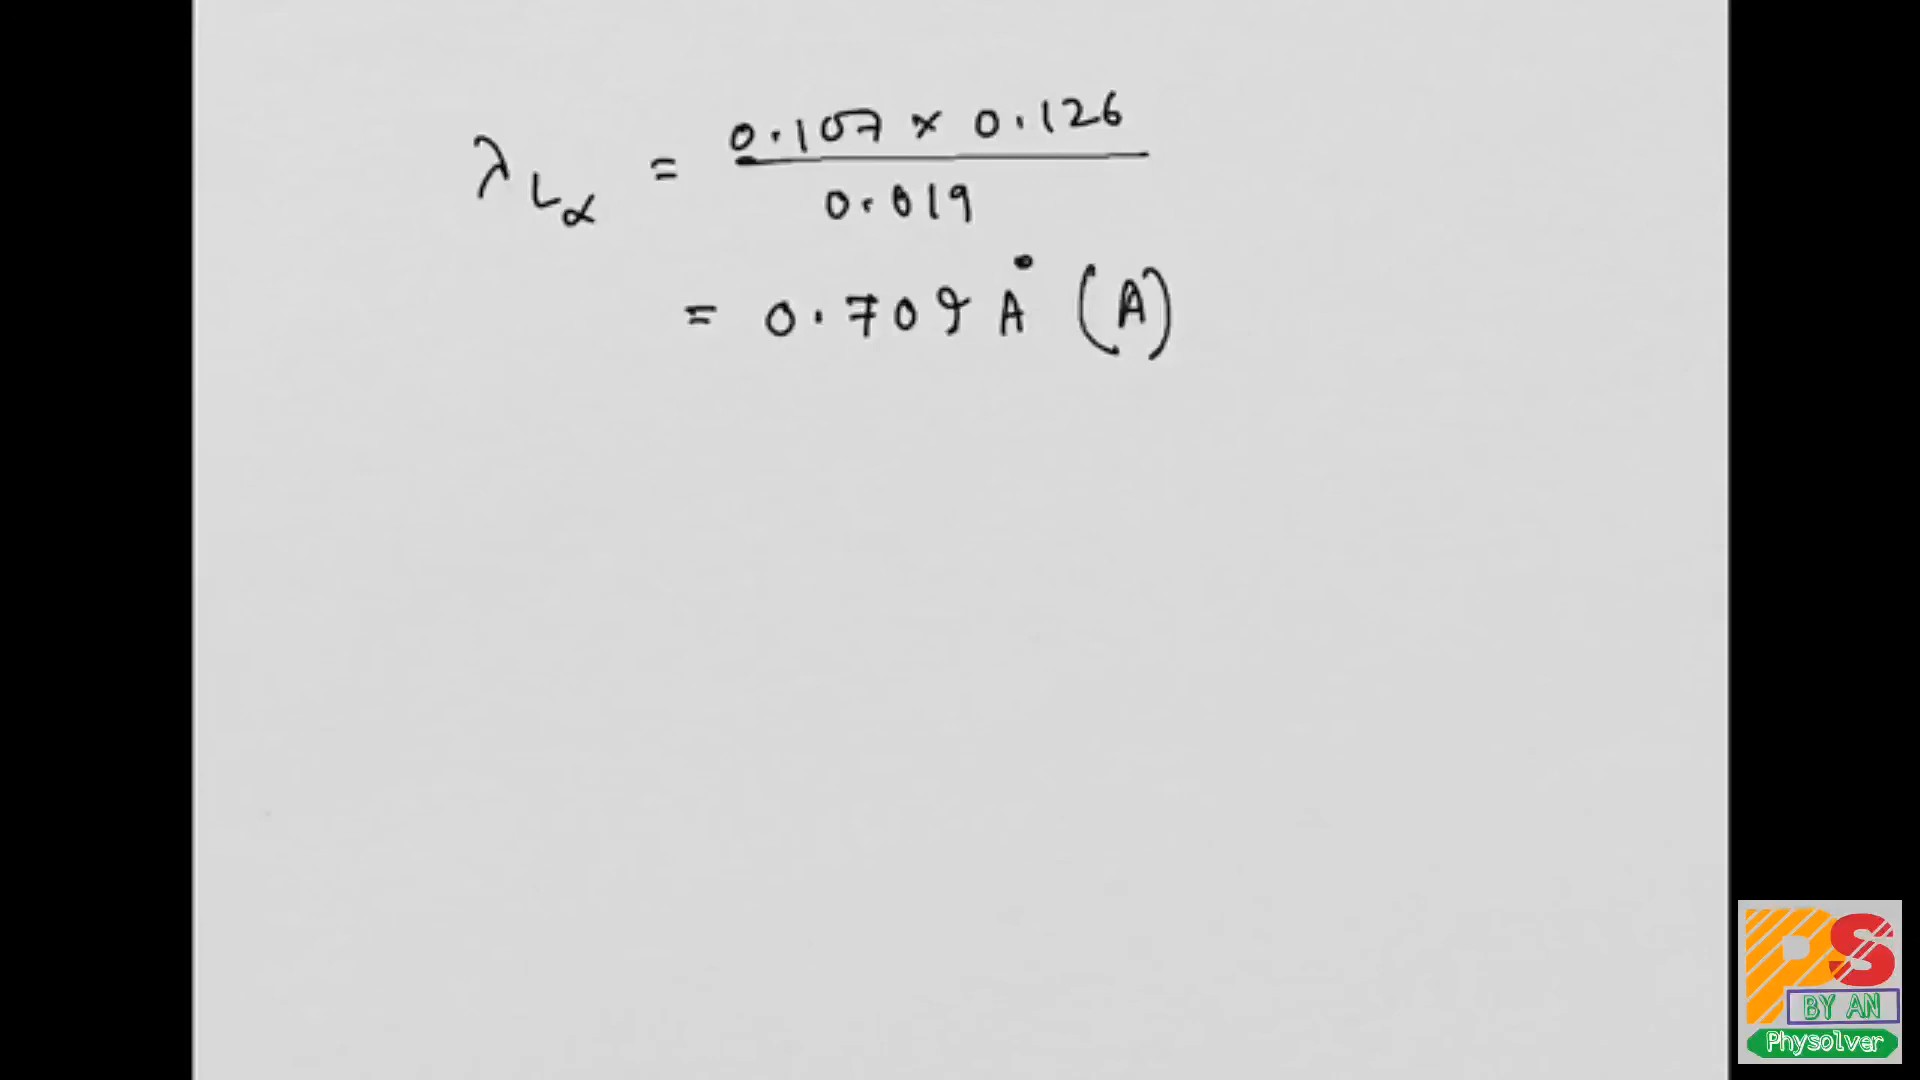 λ_Lα = 0.107 × 0.126 / 0.019
= 0.709 Å (A)
PS
BY AN
Physolver